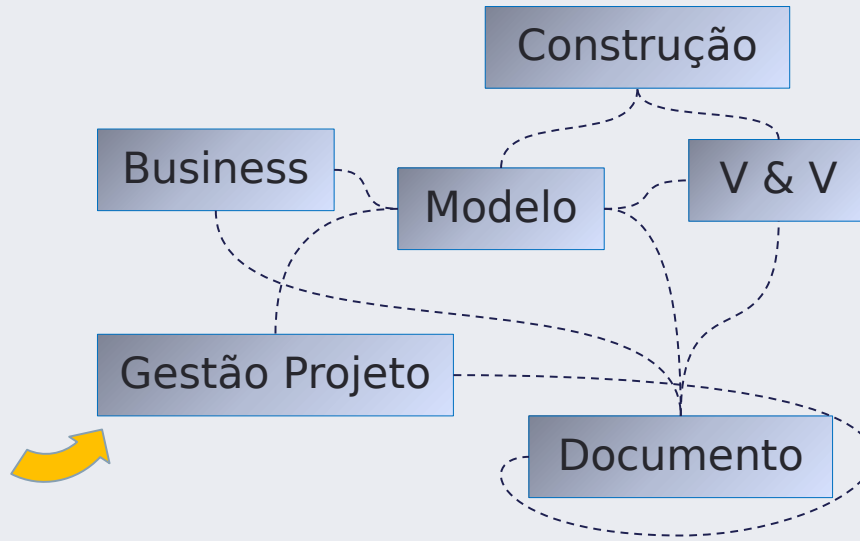 Construção
Business
Modelo
V & V
Gestão Projeto
Documento